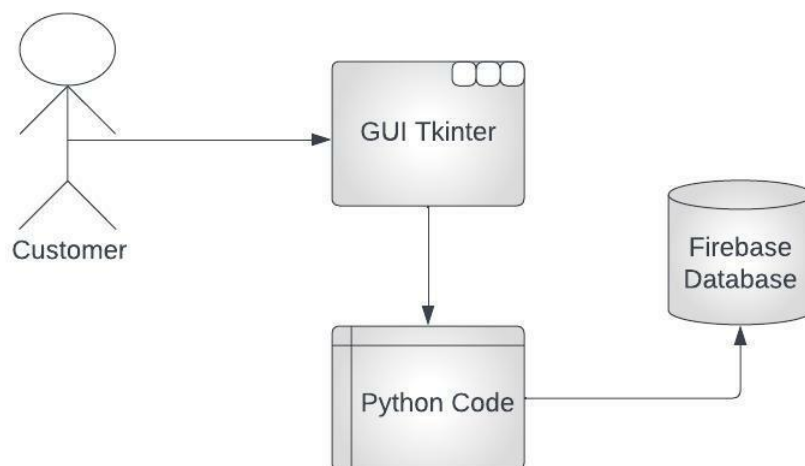 GUI Tkinter
Customer
Firebase
Database
Python Code